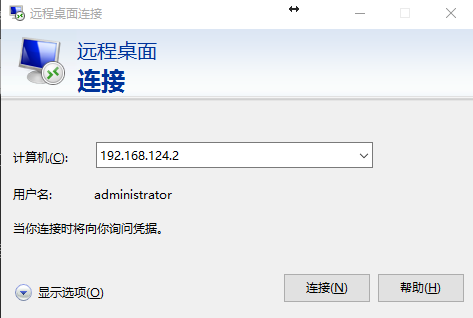 远程桌面连接
远程桌面
连接
计算机(C): 192.168.124.2
用户名: administrator
当你连接时将向你询问凭据。
显示选项(O) 连接(N) 帮助(H)